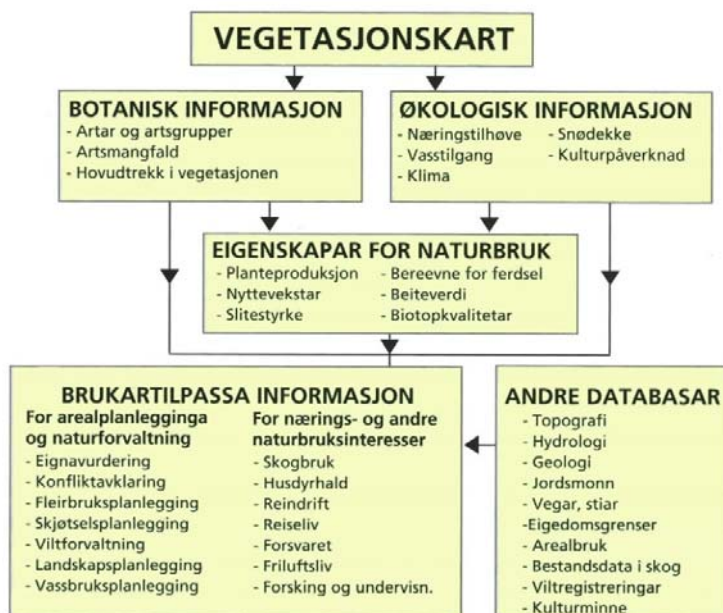 VEGETASJONSKART
BOTANISK INFORMASJON
- Artar og artsgrupper
- Artsmangfald
- Hovudtrekk i vegetasjonen
ØKOLOGISK INFORMASJON
- Næringstilhøve - Snødekke
- Vasstilgang - Kulturpåverknad
- Klima
EIGENSKAPAR FOR NATURBRUK
- Planteproduksjon - Bereevne for ferdsel
- Nyttevekstar - Beiteverdi
- Slitestyrke - Biotopkvalitetar
BRUKARTILPASSA INFORMASJON
For arealplanlegginga
og naturforvaltning
- Eignavurdering
- Konfliktavklaring
- Fleirbruksplanlegging
- Skjøtselsplanlegging
- Viltforvaltning
- Landskapsplanlegging
- Vassbruksplanlegging
For nærings- og andre
naturbruksinteresser
- Skogbruk
- Husdyrhald
- Reindrift
- Reiseliv
- Forsvaret
- Friluftsliv
- Forsking og undervisn.
ANDRE DATABASAR
- Topografi
- Hydrologi
- Geologi
- Jordsmonn
- Vegar, stiar
-Eigedomsgrenser
- Arealbruk
- Bestandsdata i skog
- Viltregistreringar
- Kulturminne